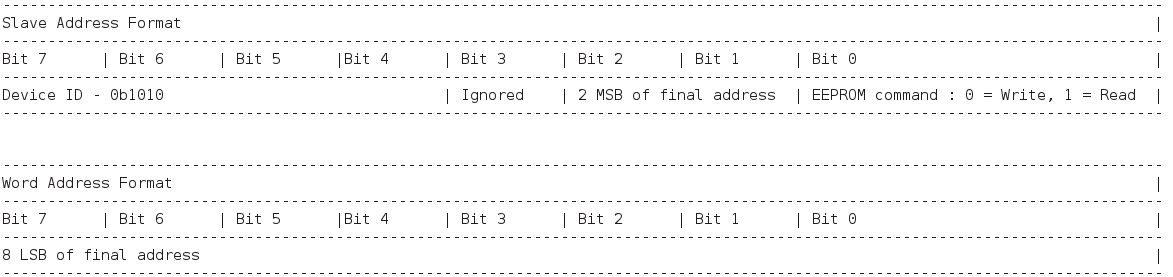 Slave Address Format |
Bit 7 | Bit 6 | Bit 5 |Bit 4 | Bit 3 | Bit 2 | Bit 1 | Bit 0 |
Device ID - 0b1010 | Ignored | 2 MSB of final address | EEPROM command : 0 = Write, 1 = Read |
Word Address Format |
Bit 7 | Bit 6 | Bit 5 |Bit 4 | Bit 3 | Bit 2 | Bit 1 | Bit 0 |
8 LSB of final address |